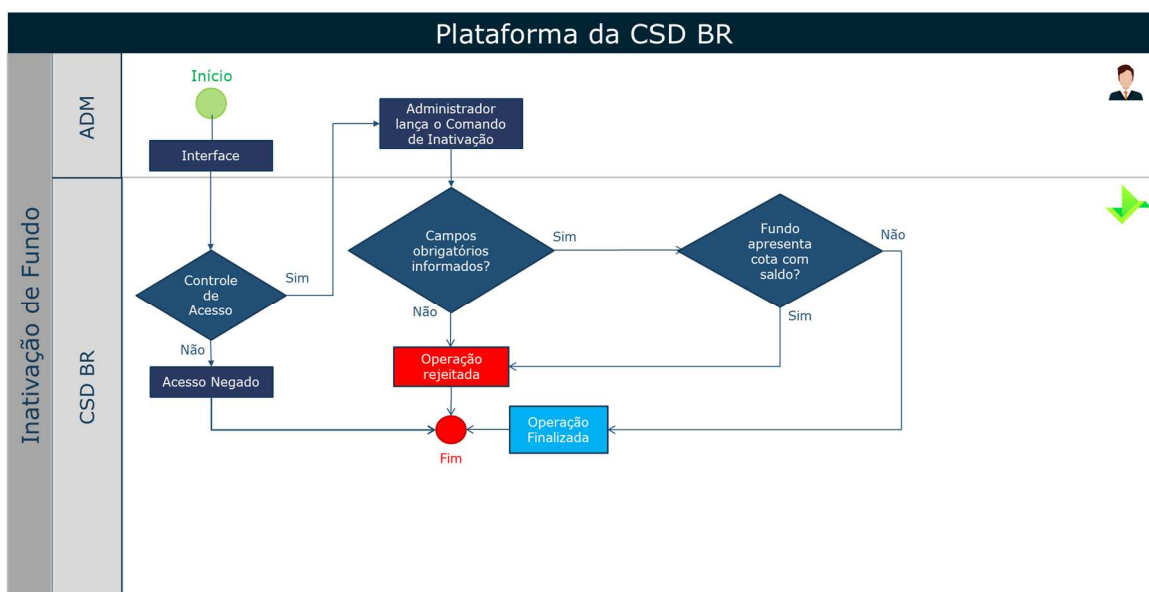 Plataforma da CSD BR
Inativação de Fundo
ADM
Início
Interface
Administrador
lança o Comando
de Inativação
CSD BR
Controle
de
Acesso
Sim
Não
Acesso Negado
Campos
obrigatórios
informados?
Sim
Não
Fundo
apresenta
cota com
saldo?
Não
Sim
Operação
rejeitada
Operação
Finalizada
Fim